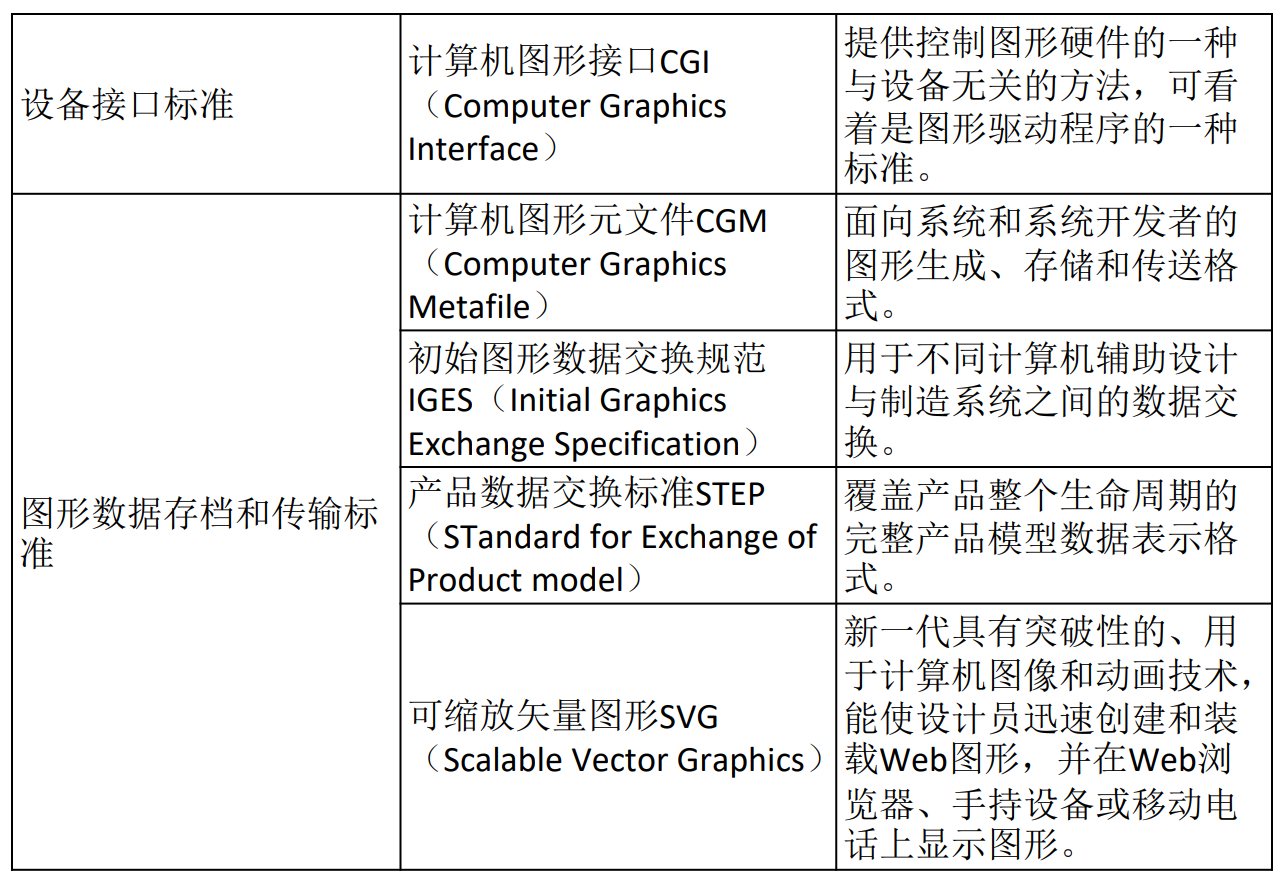 设备接口标准
计算机图形接口CGI
（Computer Graphics
Interface）
提供控制图形硬件的一种
与设备无关的方法，可看
着是图形驱动程序的一种
标准。
图形数据存档和传输标
准
计算机图形元文件CGM
（Computer Graphics
Metafile）
面向系统和系统开发者的
图形生成、存储和传送格
式。
初始图形数据交换规范
IGES（Initial Graphics
Exchange Specification）
用于不同计算机辅助设计
与制造系统之间的数据交
换。
产品数据交换标准STEP
（STandard for Exchange of
Product model）
覆盖产品整个生命周期的
完整产品模型数据表示格
式。
可缩放矢量图形SVG
（Scalable Vector Graphics）
新一代具有突破性的、用
于计算机图像和动画技术，
能使设计员迅速创建和装
载Web图形，并在Web浏
览器、手持设备或移动电
话上显示图形。